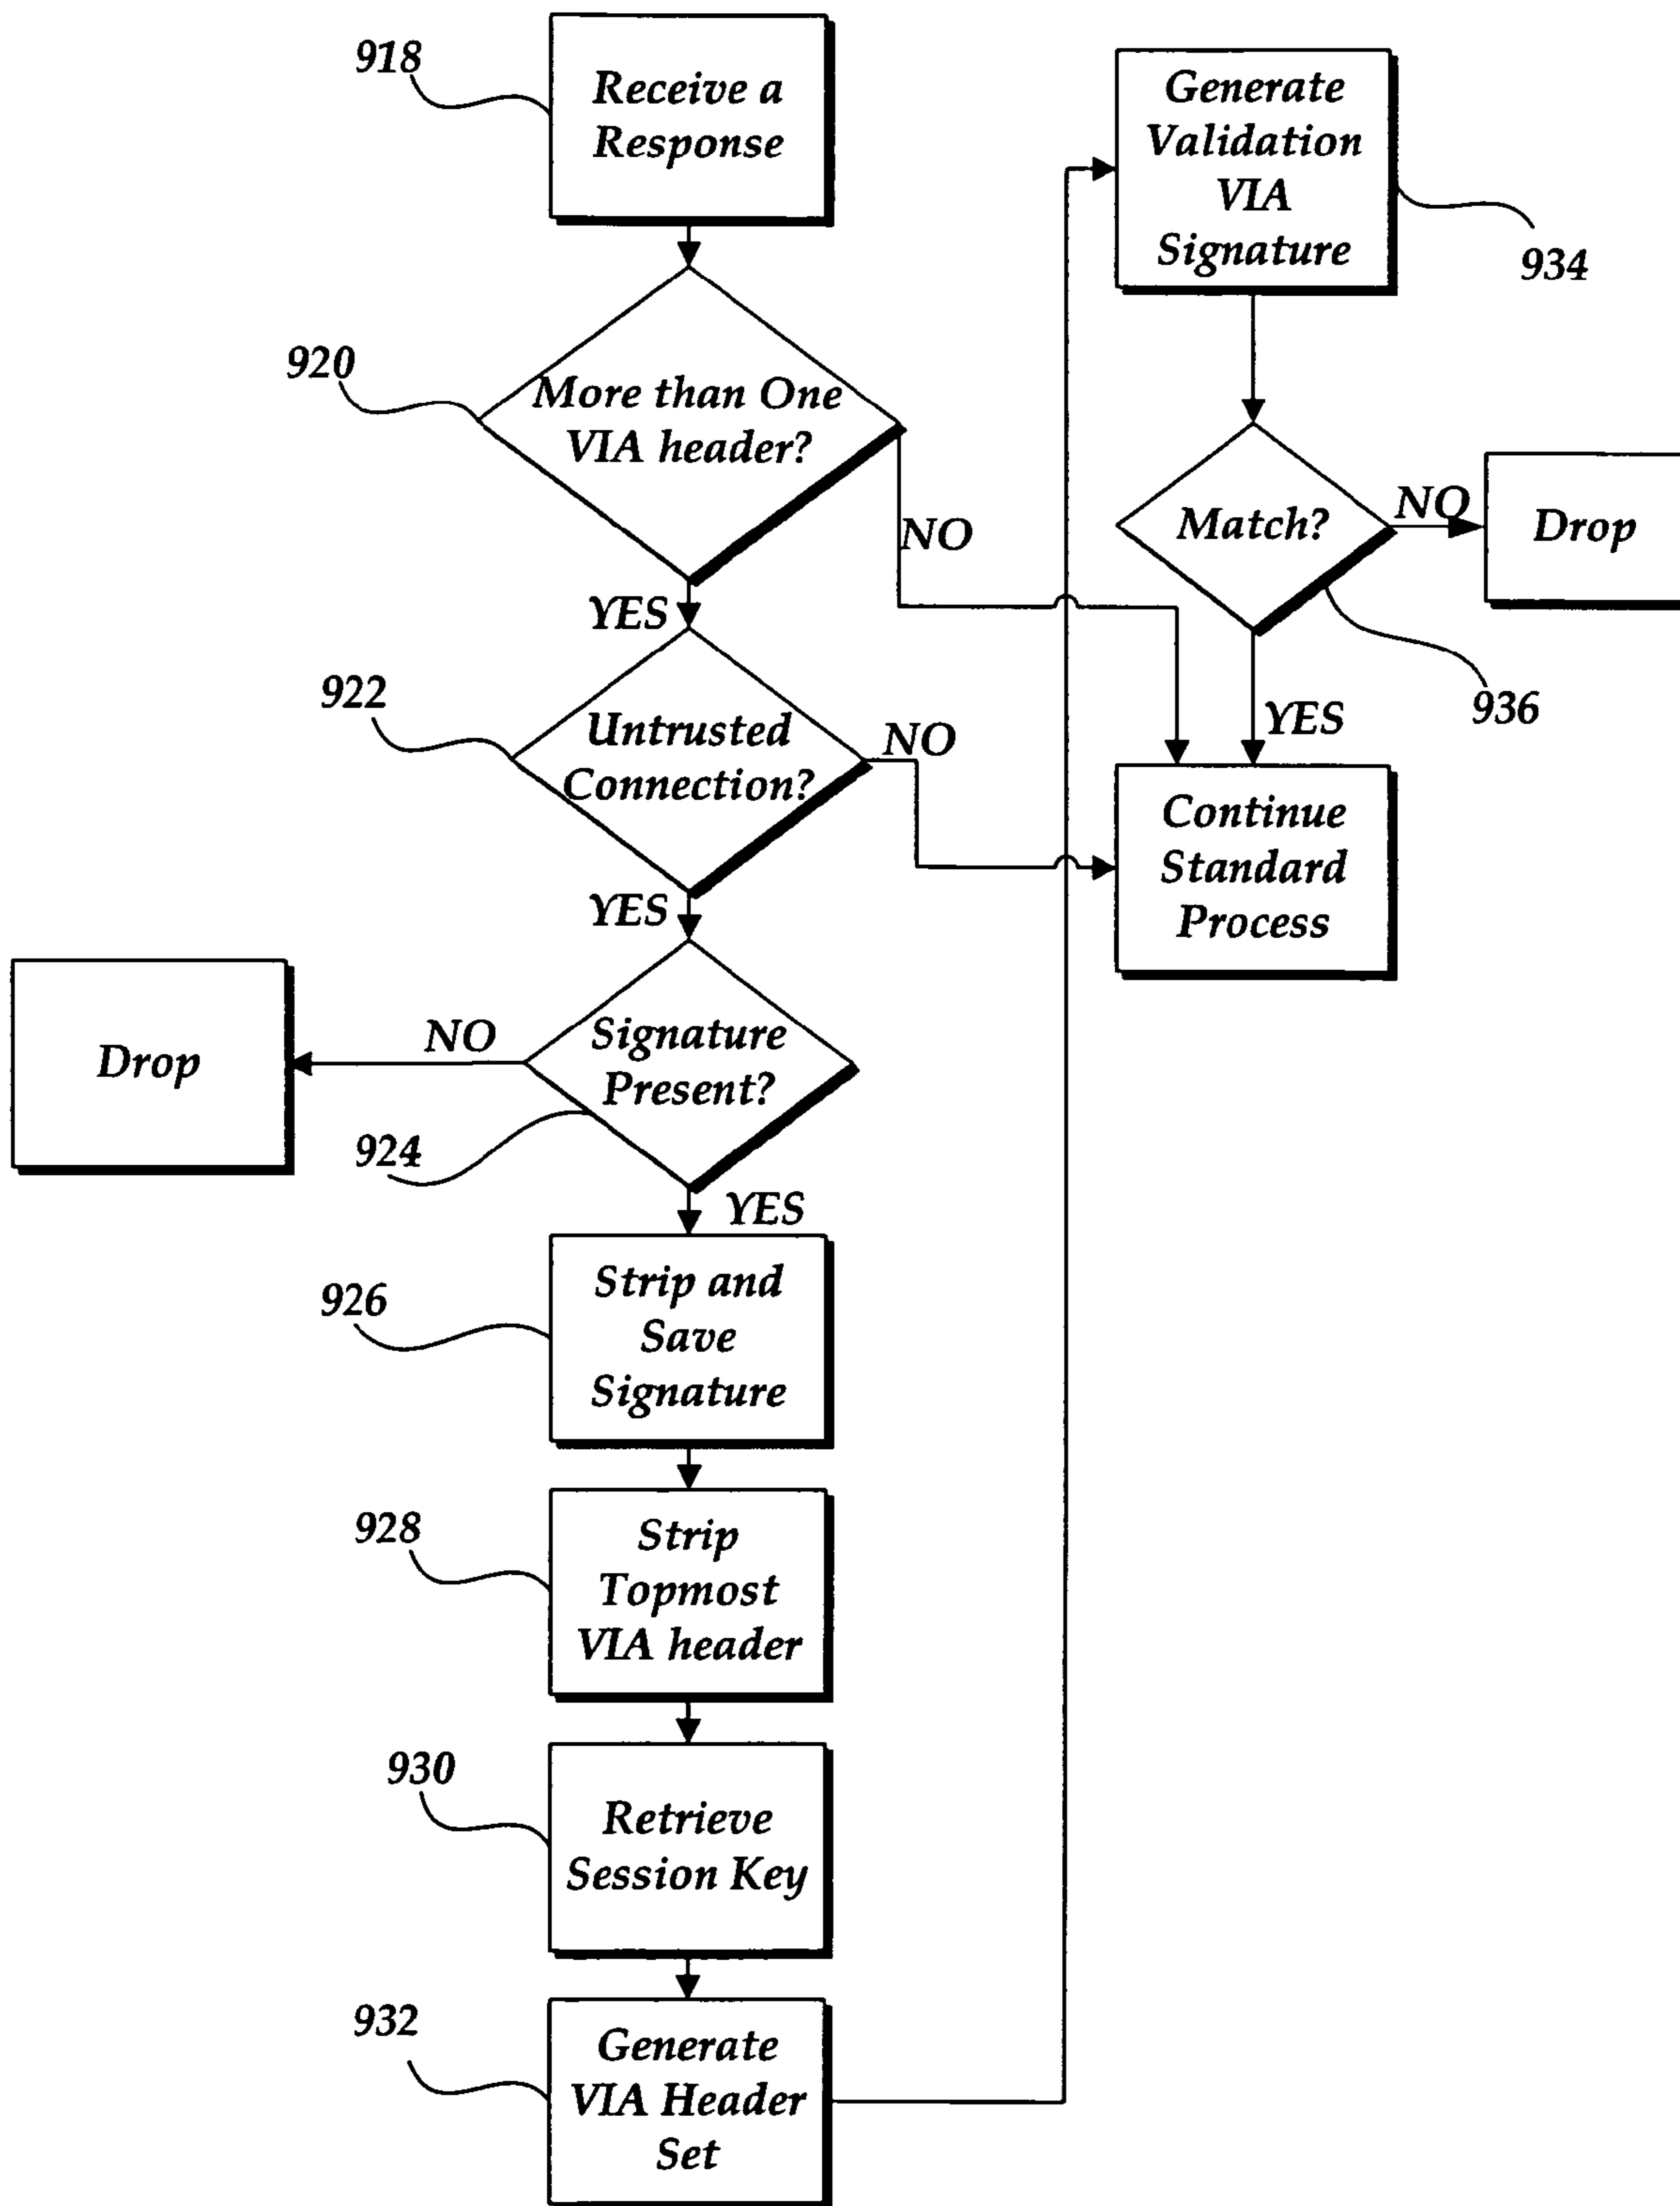 918
Receive a
Response
920
More than One
VIA header?
NO
YES
922
Untrusted
Connection?
NO
YES
Signature
Present?
924
NO
Drop
YES
926
Strip and
Save
Signature
928
Strip
Topmost
VIA header
930
Retrieve
Session Key
932
Generate
VIA Header
Set
Generate
Validation
VIA
Signature
934
Match?
936
NO
Drop
YES
Continue
Standard
Process